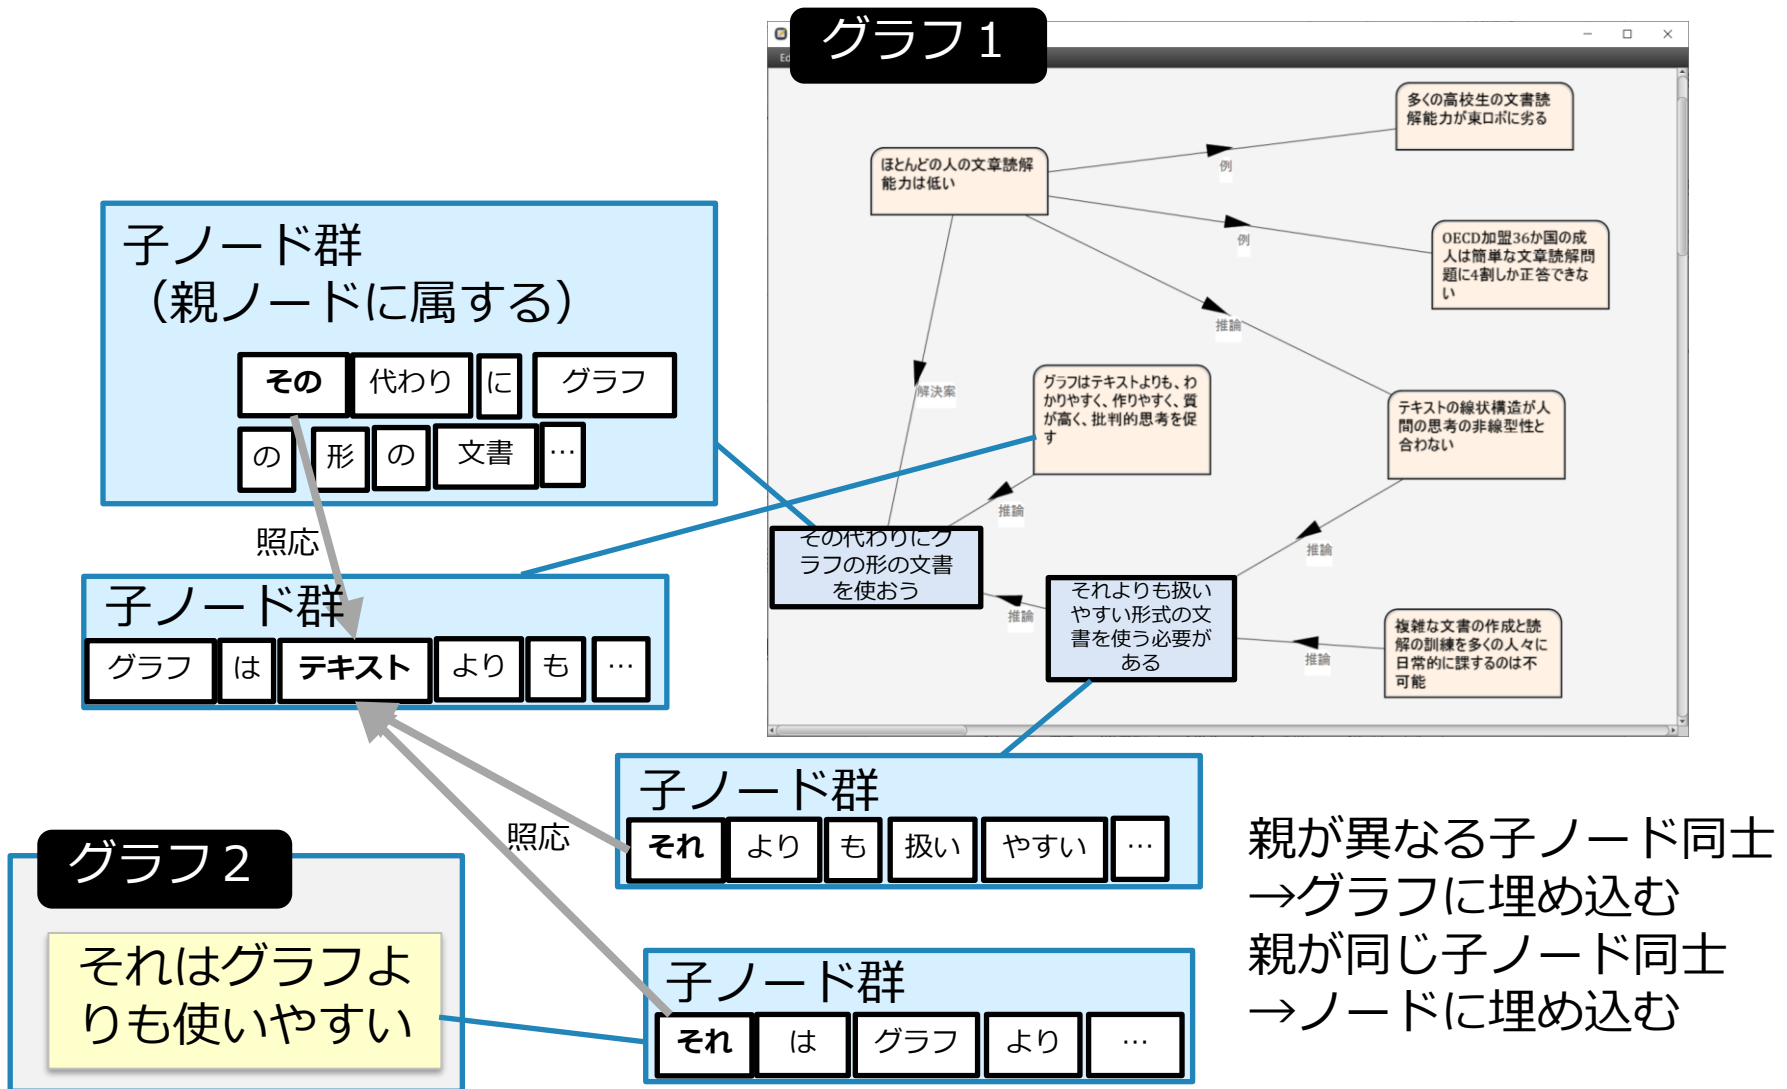 グラフ１
Ed
多くの高校生の文書読
解能力が東ロボに劣る
ほとんどの人の文章読解
能力は低い
例
例
OECD加盟36か国の成
人は簡単な文章読解問
題に4割しか正答できな
い
推論
解決案
グラフはテキストよりも、わ
かりやすく、作りやすく、質
が高く、批判的思考を促
す
テキストの線状構造が人
間の思考の非線型性と
合わない
推論
推論
その代わりにグ
ラフの形の文書
を使おう
それよりも扱い
やすい形式の文
書を使う必要が
ある
推論
推論
複雑な文書の作成と読
解の訓練を多くの人々に
日常的に課するのは不
可能
子ノード群
（親ノードに属する）
その 代わり に グラフ
の 形 の 文書 …
照応
子ノード群
グラフ は テキスト より も …
子ノード群
それ より も 扱い やすい …
照応
グラフ２
それはグラフよ
りも使いやすい
子ノード群
それ は グラフ より …
親が異なる子ノード同士
→グラフに埋め込む
親が同じ子ノード同士
→ノードに埋め込む